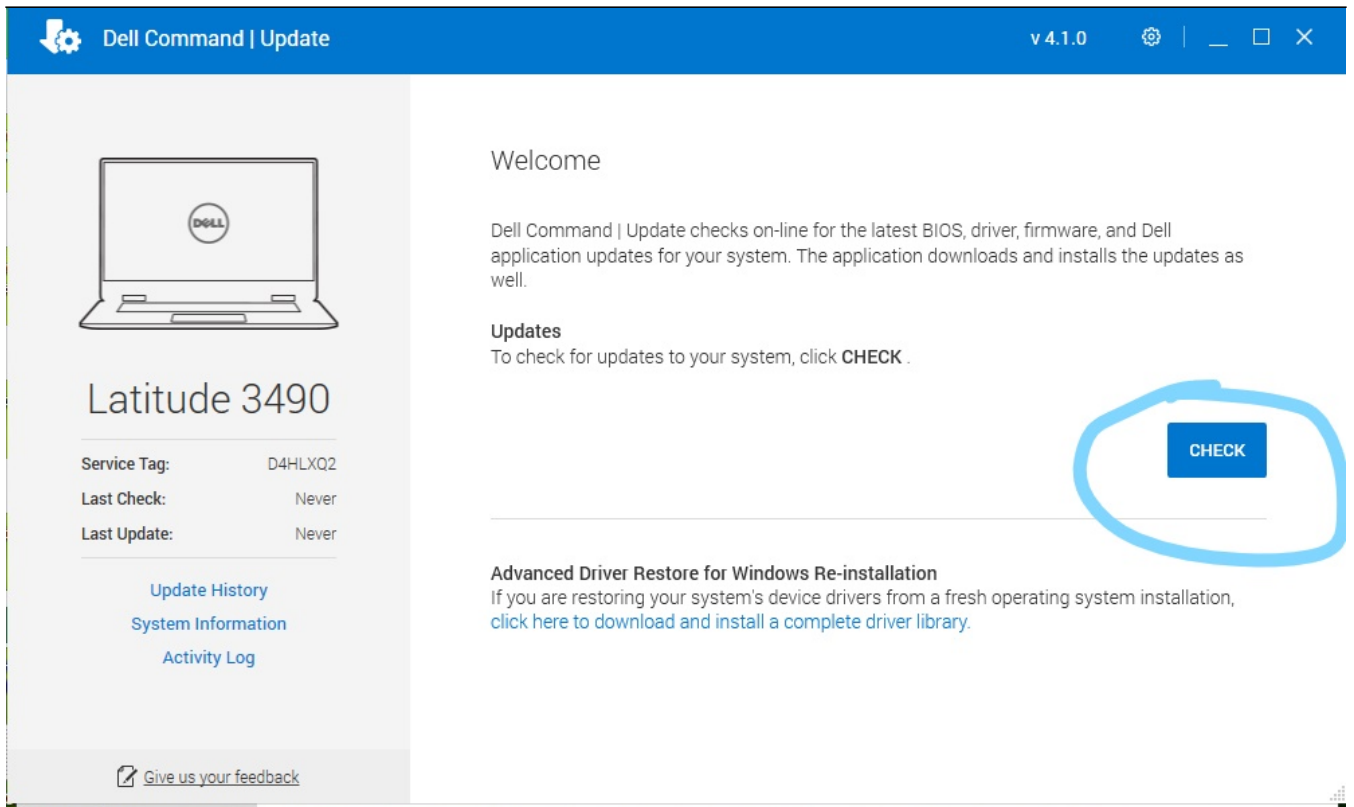 Dell Command | Update
v 4.1.0
DELL
Latitude 3490
Service Tag: D4HLXQ2
Last Check: Never
Last Update: Never
Update History
System Information
Activity Log
Give us your feedback
Welcome
Dell Command | Update checks on-line for the latest BIOS, driver, firmware, and Dell
application updates for your system. The application downloads and installs the updates as
well.
Updates
To check for updates to your system, click CHECK .
CHECK
Advanced Driver Restore for Windows Re-installation
If you are restoring your system's device drivers from a fresh operating system installation,
click here to download and install a complete driver library.